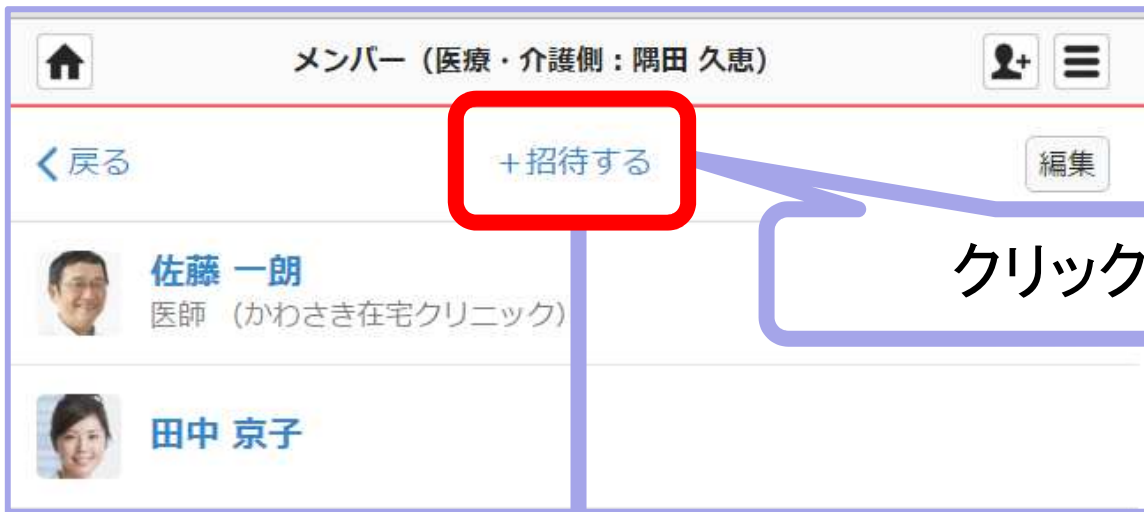 メンバー（医療・介護側：隅田 久恵）
戻る
+招待する
編集
クリック
佐藤 一朗
医師 （かわさき在宅クリニック）
田中 京子